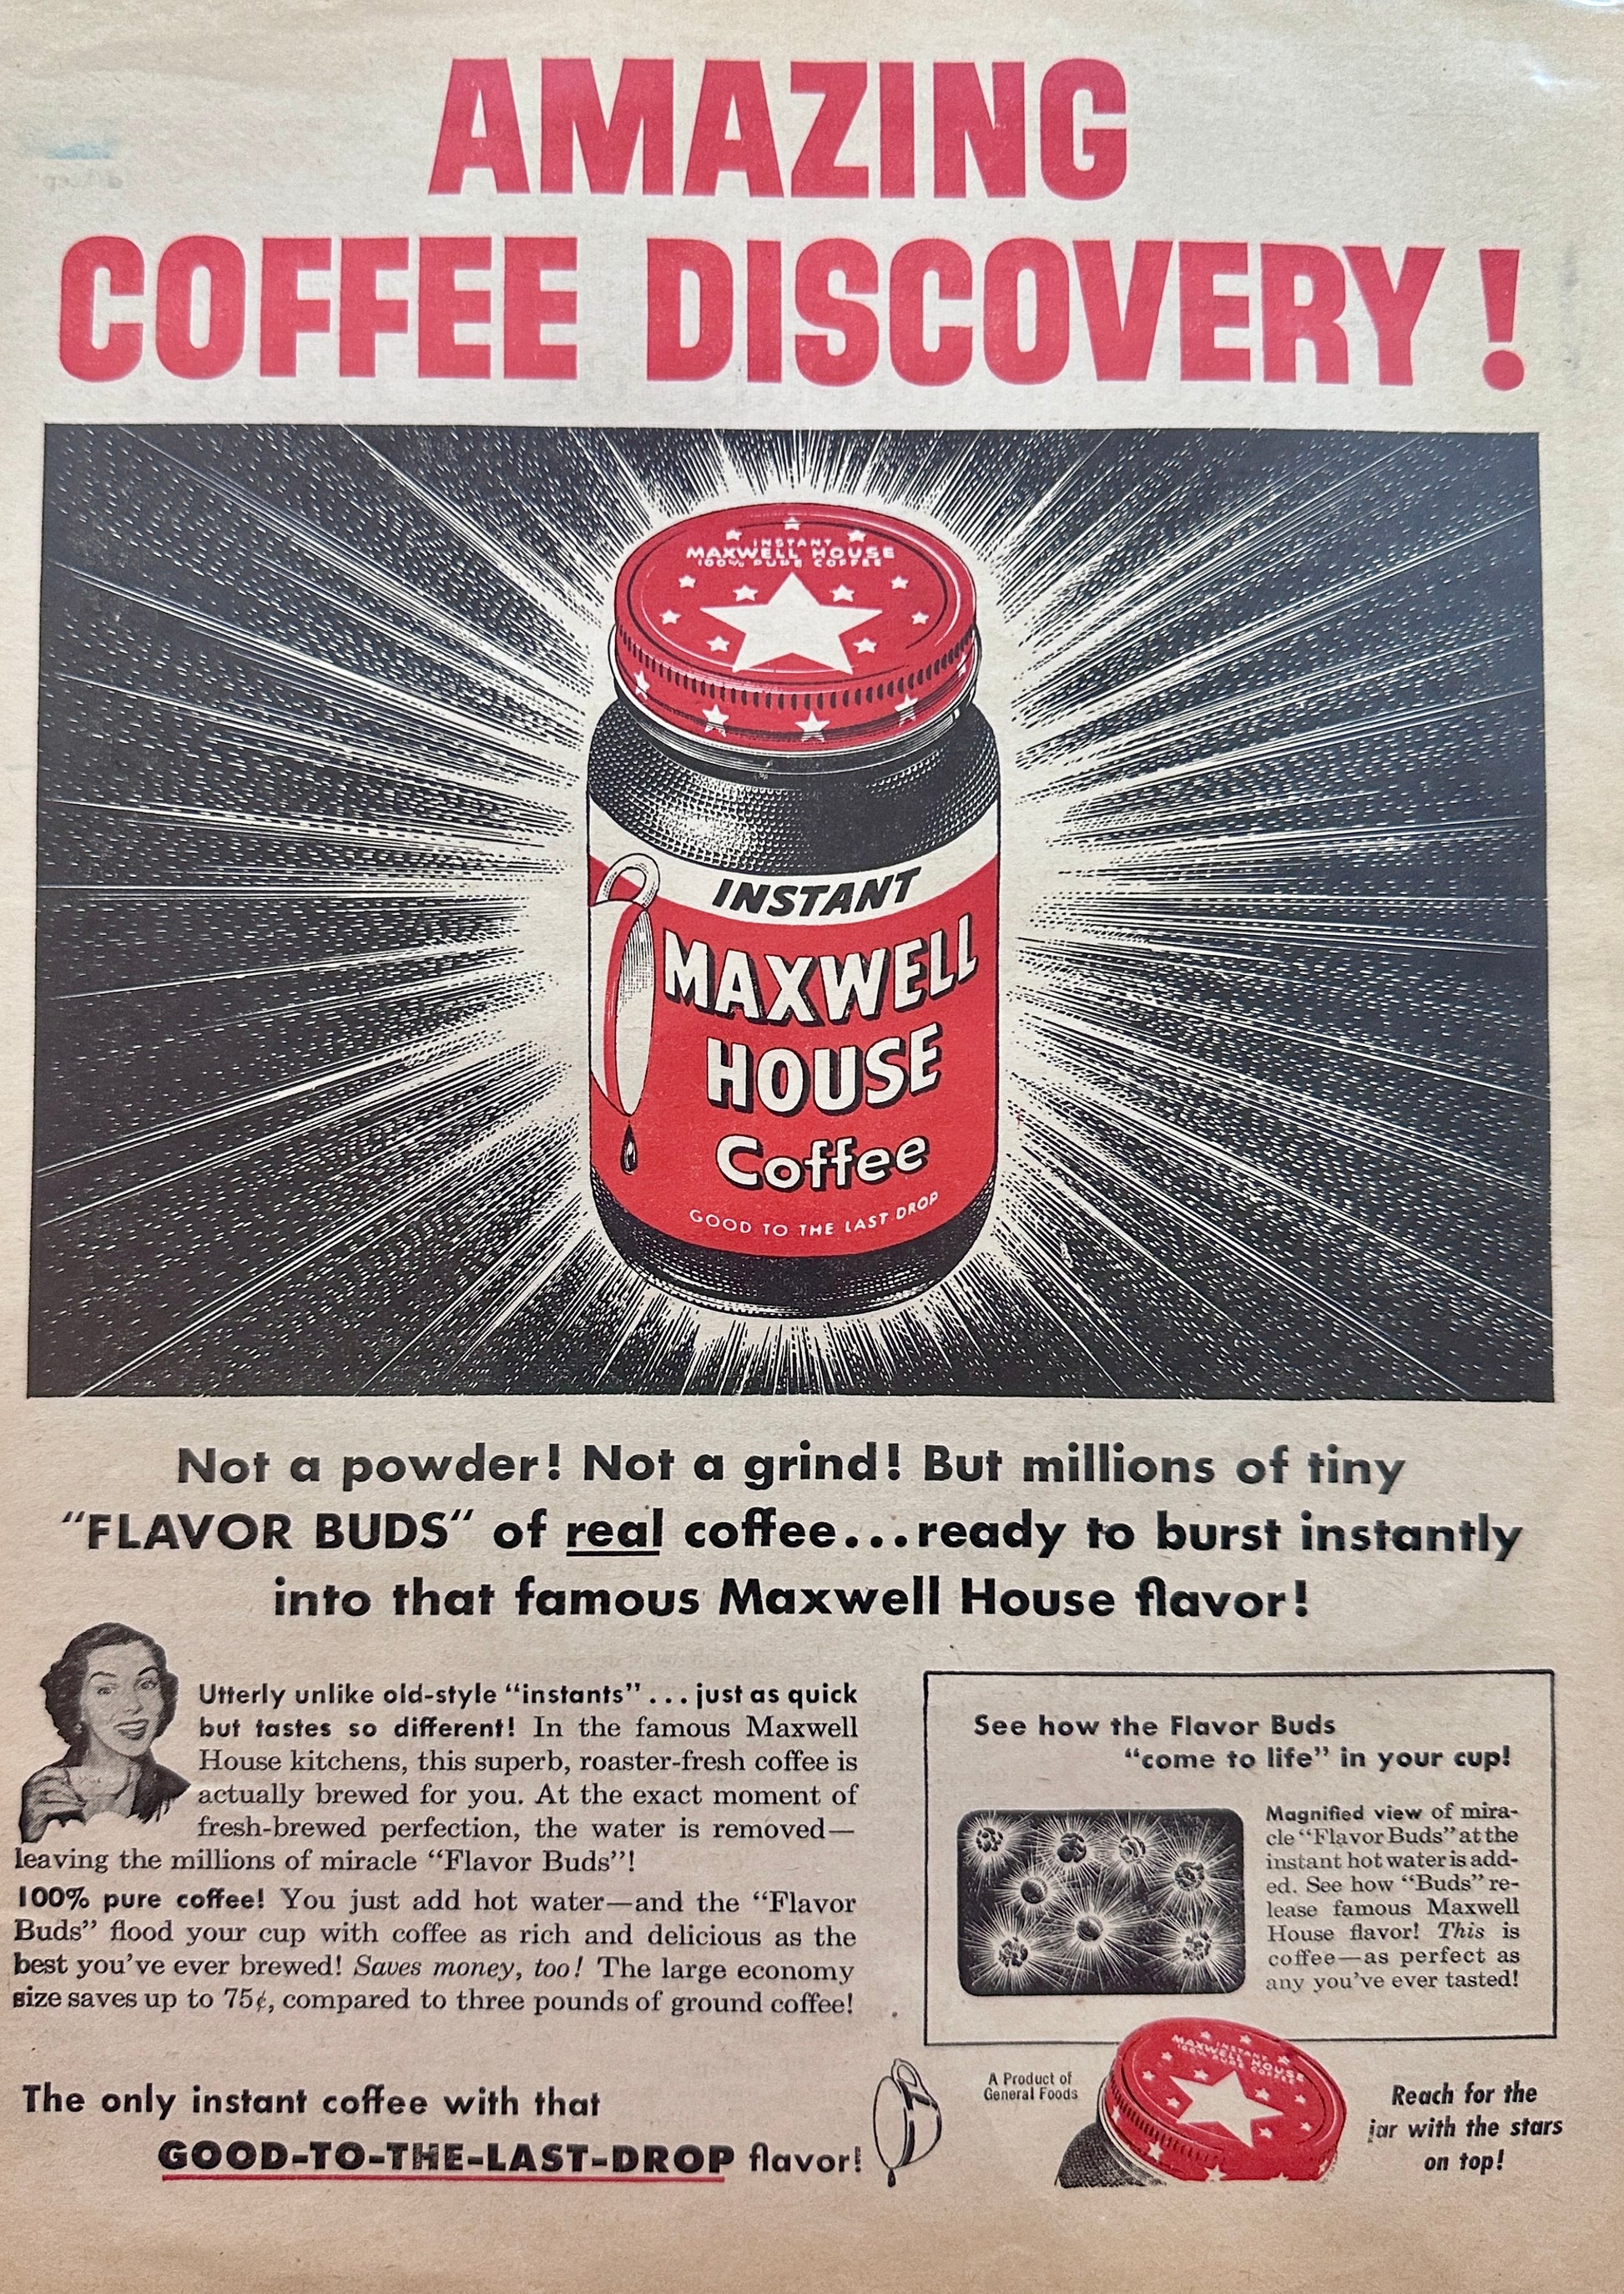 AMAZING
COFFEE DISCOVERY!
INSTANT
MAXWELL HOUSE
100% PURE COFFEE
INSTANT
MAXWELL
HOUSE
Coffee
GOOD TO THE LAST DROP
Not a powder! Not a grind! But millions of tiny
“FLAVOR BUDS” of real coffee...ready to burst instantly
into that famous Maxwell House flavor!
Utterly unlike old-style “instants”... just as quick
but tastes so different! In the famous Maxwell
House kitchens, this superb, roaster-fresh coffee is
actually brewed for you. At the exact moment of
fresh-brewed perfection, the water is removed—
leaving the millions of miracle “Flavor Buds”!
100% pure coffee! You just add hot water—and the “Flavor
Buds” flood your cup with coffee as rich and delicious as the
best you’ve ever brewed! Saves money, too! The large economy
size saves up to 75¢, compared to three pounds of ground coffee!
The only instant coffee with that
GOOD-TO-THE-LAST-DROP flavor!
See how the Flavor Buds
“come to life” in your cup!
Magnified view of mira-
cle “Flavor Buds” at the
instant hot water is add-
ed. See how “Buds” re-
lease famous Maxwell
House flavor! This is
coffee—as perfect as
any you’ve ever tasted!
A Product of
General Foods
INSTANT
MAXWELL HOUSE
100% PURE COFFEE
Reach for the
jar with the stars
on top!